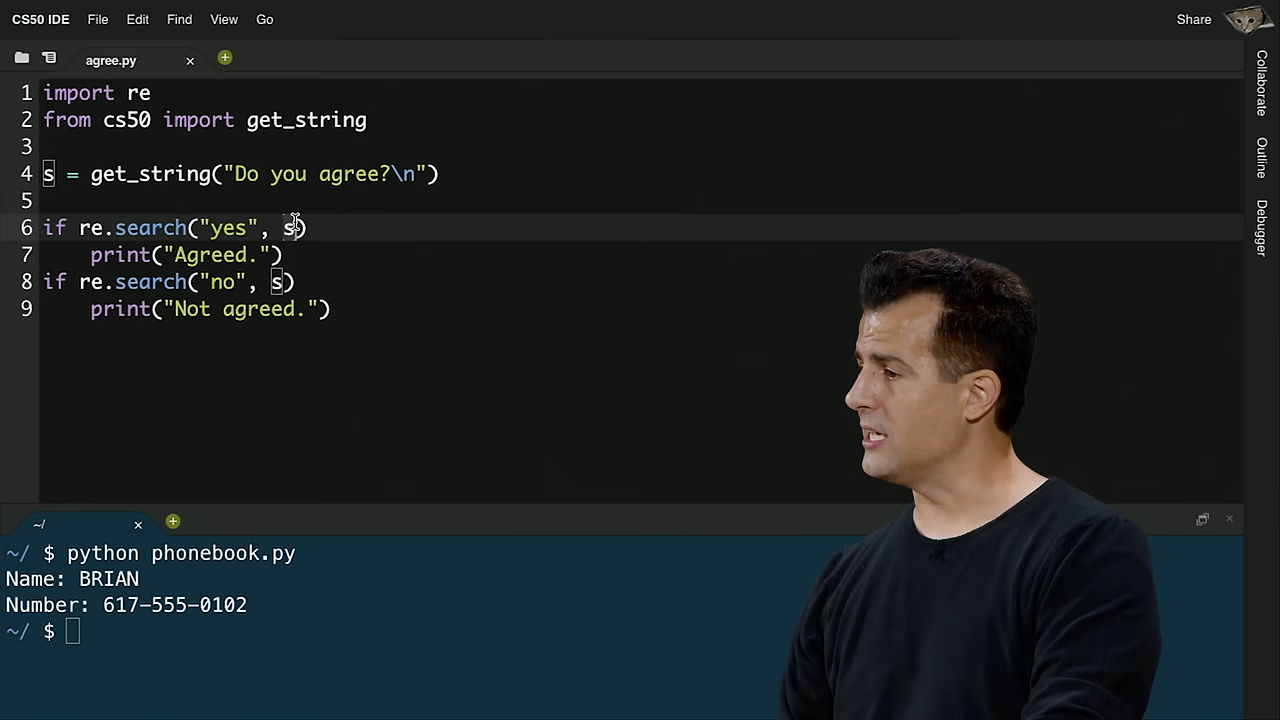 CS50 IDE File Edit Find View Go Share
agree.py
1 import re
2 from cs50 import get_string
3
4 s = get_string("Do you agree?\n")
5
6 if re.search("yes", s)
7     print("Agreed.")
8 if re.search("no", s)
9     print("Not agreed.")
Collaborate
Outline
Debugger
~/
~/ $ python phonebook.py
Name: BRIAN
Number: 617-555-0102
~/ $